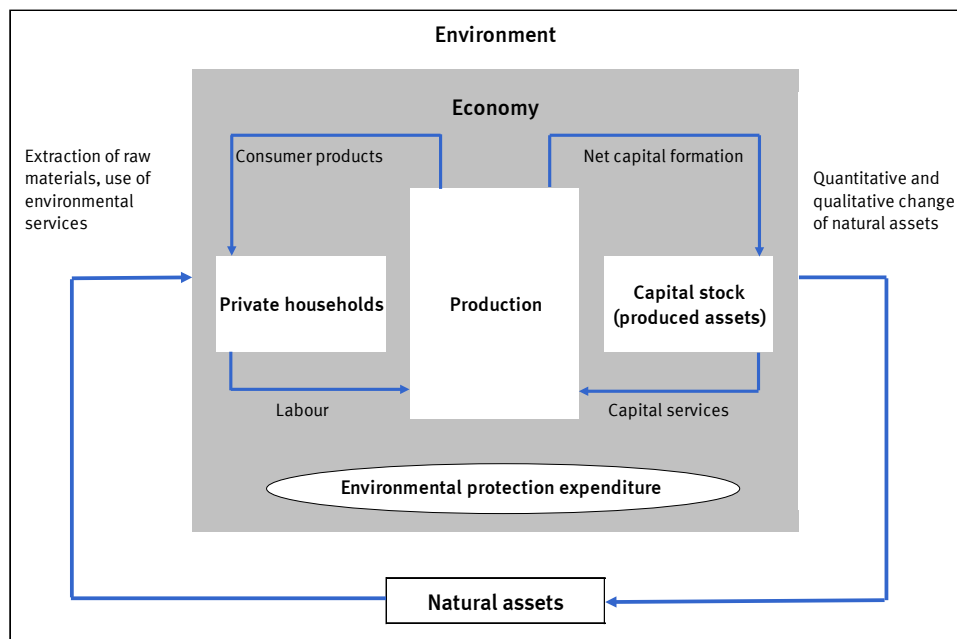 Environment
Economy
Extraction of raw
materials, use of
environmental
services
Consumer products
Net capital formation
Quantitative and
qualitative change
of natural assets
Private households
Production
Capital stock
(produced assets)
Labour
Capital services
Environmental protection expenditure
Natural assets